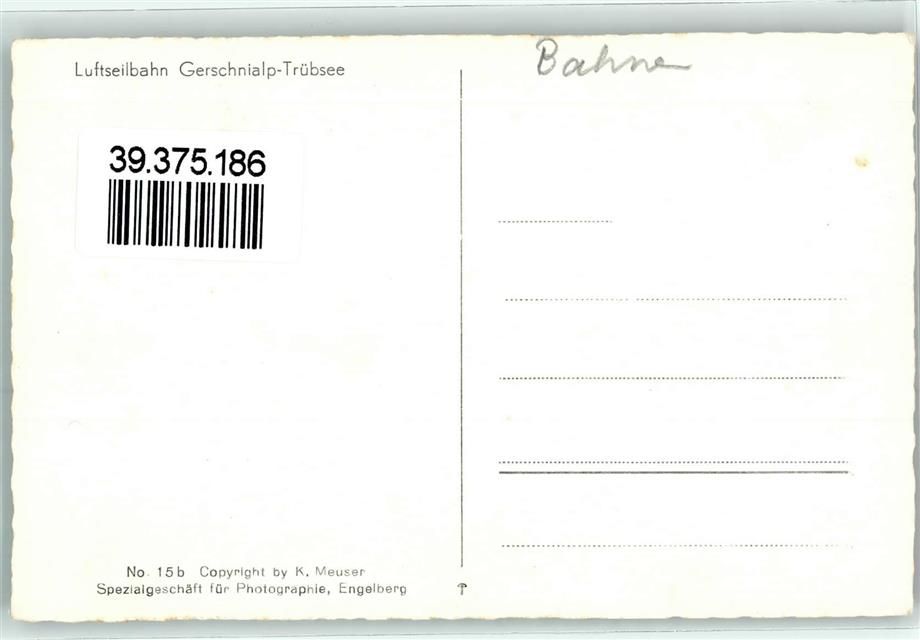 Luftseilbahn Gerschnialp-Trübsee
Bahnen
39.375.186
No. 15b Copyright by K. Meuser
Spezialgeschäft für Photographie, Engelberg